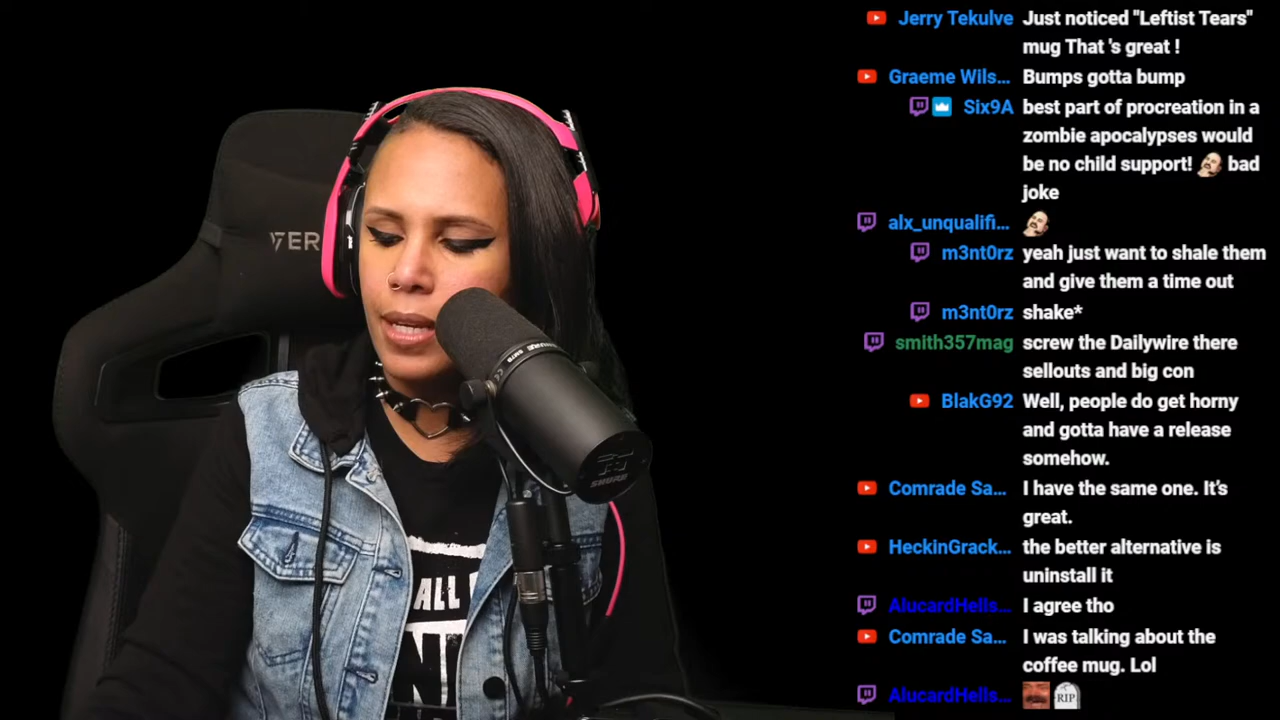 Jerry Tekulve Just noticed "Leftist Tears"
mug That 's great !
Graeme Wils... Bumps gotta bump
Six9A best part of procreation in a
zombie apocalypses would
be no child support! bad
joke
alx_unqualifi...
m3nt0rz yeah just want to shale them
and give them a time out
m3nt0rz shake*
smith357mag screw the Dailywire there
sellouts and big con
BlakG92 Well, people do get horny
and gotta have a release
somehow.
Comrade Sa... I have the same one. It's
great.
HeckinGrack... the better alternative is
uninstall it
AlucardHells... I agree tho
Comrade Sa... I was talking about the
coffee mug. Lol
AlucardHells... RIP
VER
SHURE
ALL